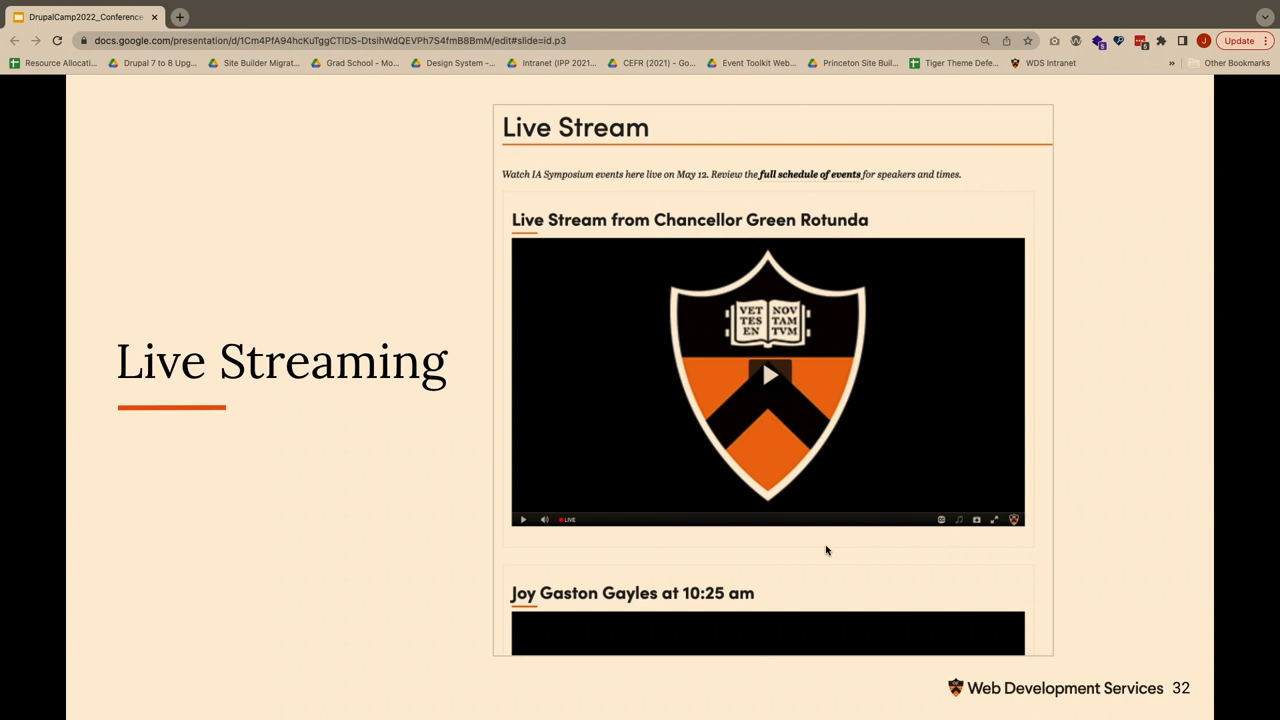 DrupalCamp2022_Conference
docs.google.com/presentation/d/1Cm4PfA94hcKuTggCTIDS-DtsihWdQEVPh7S4fmB8BmM/edit#slide=id.p3
J
Update
Resource Allocati...
Drupal 7 to 8 Upg...
Site Builder Migrat...
Grad School - Mo...
Design System -...
Intranet (IPP 2021...
CEFR (2021) - Go...
Event Toolkit Web...
Princeton Site Buil...
Tiger Theme Defe...
WDS Intranet
»
Other Bookmarks
Live Streaming
Live Stream
Watch IA Symposium events here live on May 12. Review the full schedule of events for speakers and times.
Live Stream from Chancellor Green Rotunda
VET NOV
TES TAM
EN TVM
LIVE
Joy Gaston Gayles at 10:25 am
Web Development Services 32